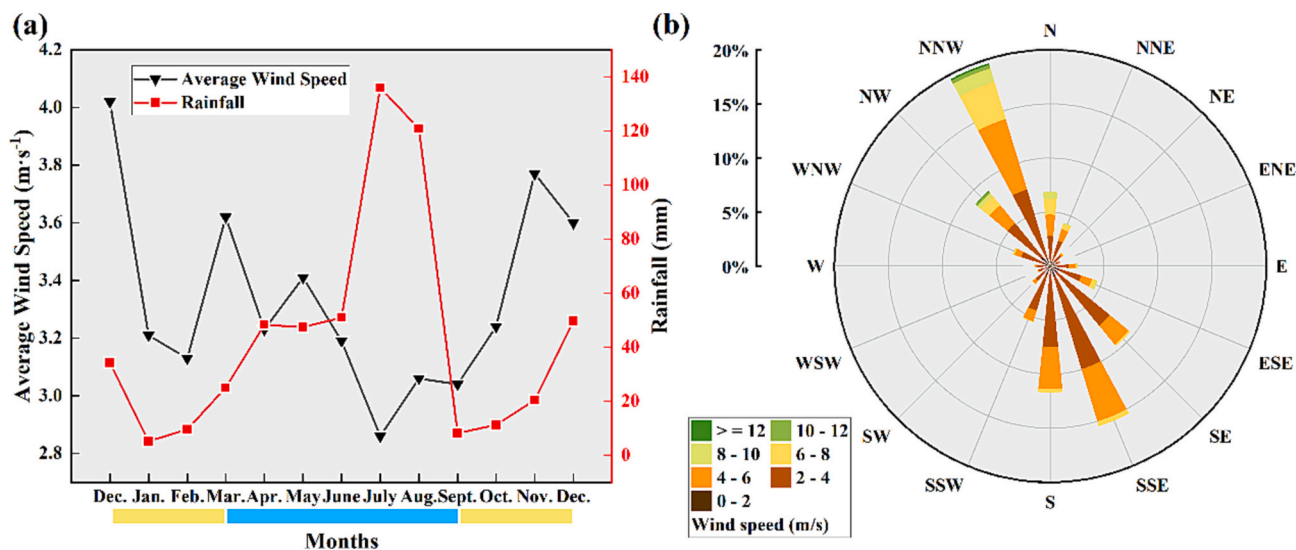 (a)
4.2
4.0
3.8
3.6
3.4
3.2
3.0
2.8
Average Wind Speed (m·s⁻¹)
Average Wind Speed
Rainfall
140
120
100
80
60
40
20
0
Rainfall (mm)
Dec. Jan. Feb. Mar. Apr. May June July Aug. Sept. Oct. Nov. Dec.
Months
(b)
20%
15%
10%
5%
0%
N
NNE
NE
ENE
E
ESE
SE
SSE
S
SSW
SW
WSW
W
WNW
NW
NNW
> = 12 10 - 12
8 - 10 6 - 8
4 - 6 2 - 4
0 - 2
Wind speed (m/s)